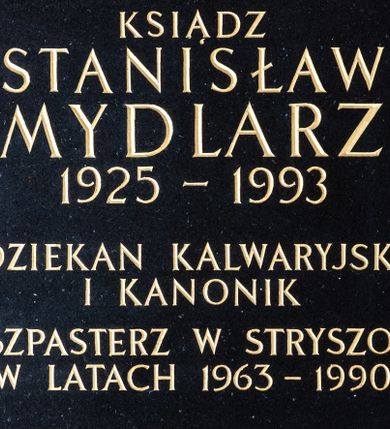 KSIĄDZ
STANISŁAW
MYDLARZ
1925 – 1993
DZIEKAN KALWARYJSK
I KANONIK
SZPASTERZ W STRYSZO
W LATACH 1963 – 1990